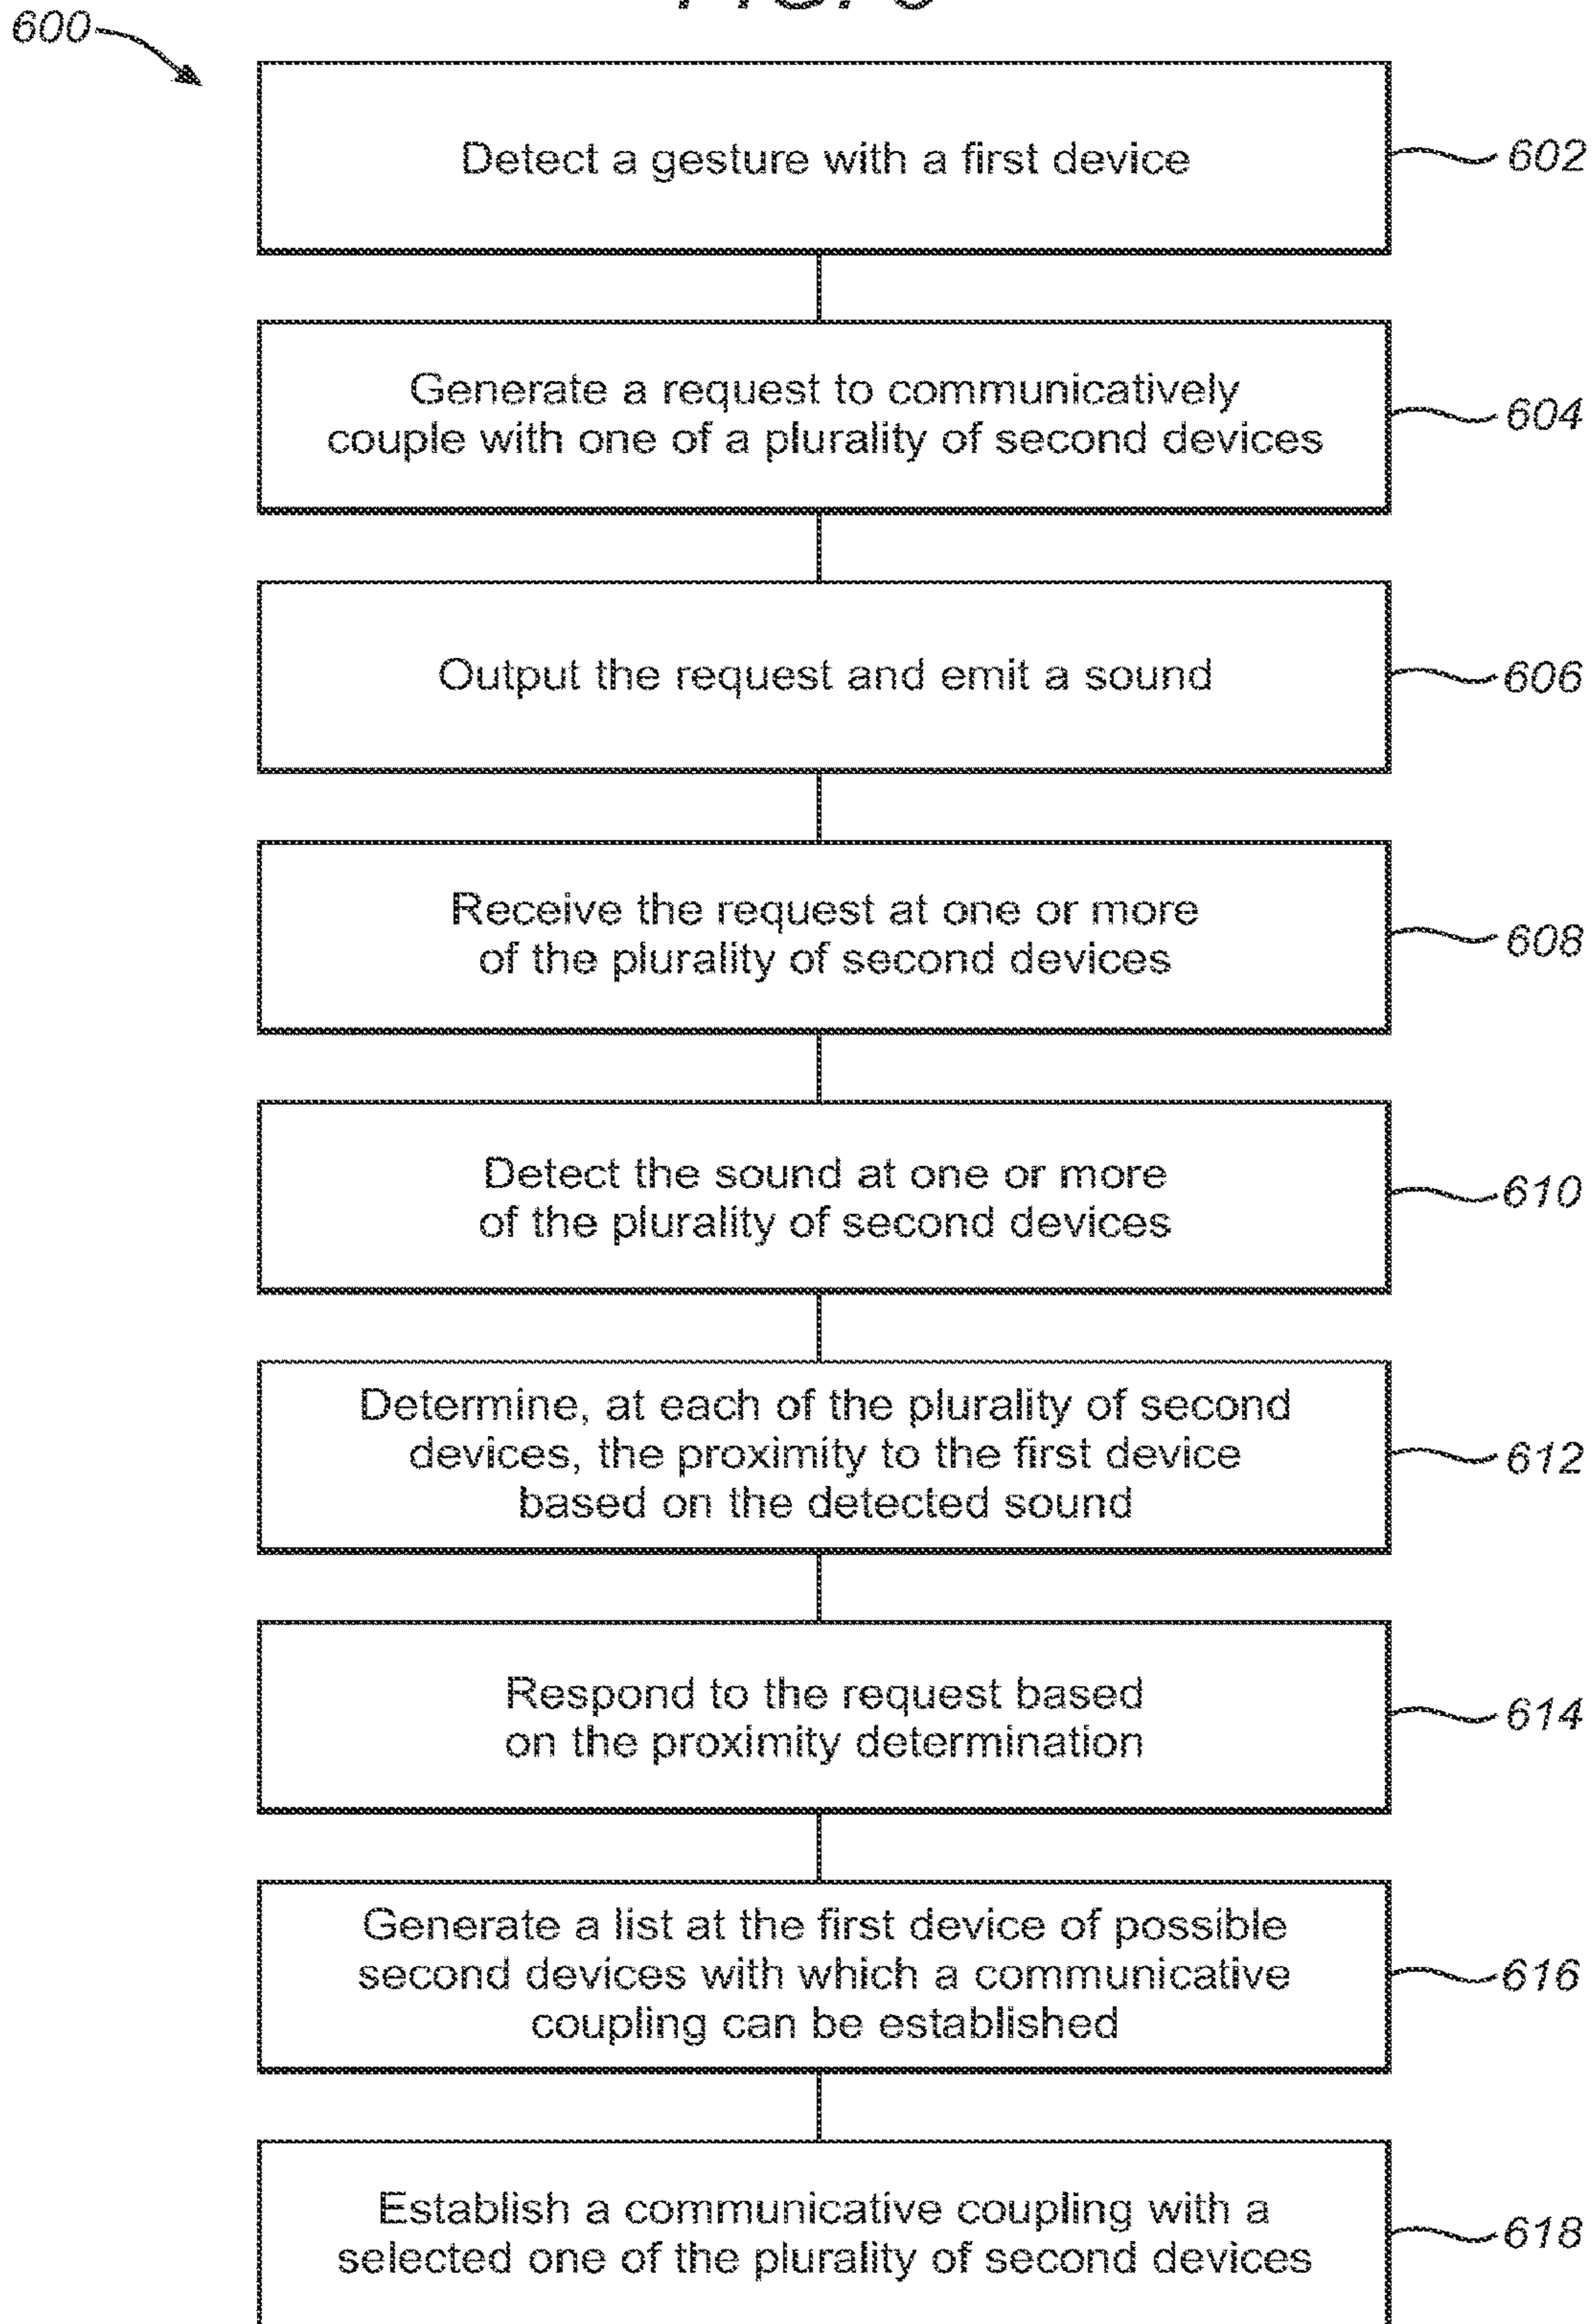 600
Detect a gesture with a first device
602
Generate a request to communicatively
couple with one of a plurality of second devices
604
Output the request and emit a sound
606
Receive the request at one or more
of the plurality of second devices
608
Detect the sound at one or more
of the plurality of second devices
610
Determine, at each of the plurality of second
devices, the proximity to the first device
based on the detected sound
612
Respond to the request based
on the proximity determination
614
Generate a list at the first device of possible
second devices with which a communicative
coupling can be established
616
Establish a communicative coupling with a
selected one of the plurality of second devices
618